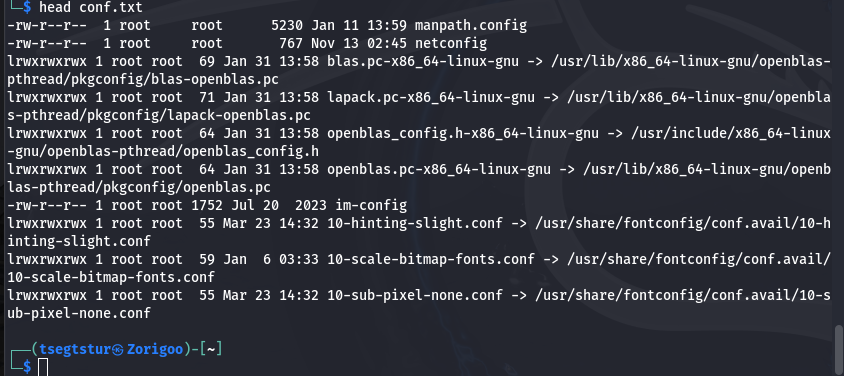 └─$ head conf.txt
-rw-r--r--  1 root     root      5230 Jan 11 13:59 manpath.config
-rw-r--r--  1 root     root       767 Nov 13 02:45 netconfig
lrwxrwxrwx 1 root root  69 Jan 31 13:58 blas.pc-x86_64-linux-gnu -> /usr/lib/x86_64-linux-gnu/openblas-
pthread/pkgconfig/blas-openblas.pc
lrwxrwxrwx 1 root root  71 Jan 31 13:58 lapack.pc-x86_64-linux-gnu -> /usr/lib/x86_64-linux-gnu/openbla
s-pthread/pkgconfig/lapack-openblas.pc
lrwxrwxrwx 1 root root  64 Jan 31 13:58 openblas_config.h-x86_64-linux-gnu -> /usr/include/x86_64-linux
-gnu/openblas-pthread/openblas_config.h
lrwxrwxrwx 1 root root  64 Jan 31 13:58 openblas.pc-x86_64-linux-gnu -> /usr/lib/x86_64-linux-gnu/openb
las-pthread/pkgconfig/openblas.pc
-rw-r--r-- 1 root root 1752 Jul 20  2023 im-config
lrwxrwxrwx 1 root root  55 Mar 23 14:32 10-hinting-slight.conf -> /usr/share/fontconfig/conf.avail/10-h
inting-slight.conf
lrwxrwxrwx 1 root root  59 Jan  6 03:33 10-scale-bitmap-fonts.conf -> /usr/share/fontconfig/conf.avail/
10-scale-bitmap-fonts.conf
lrwxrwxrwx 1 root root  55 Mar 23 14:32 10-sub-pixel-none.conf -> /usr/share/fontconfig/conf.avail/10-s
ub-pixel-none.conf
┌──(tsegtstur㉿Zorigoo)-[~]
└─$